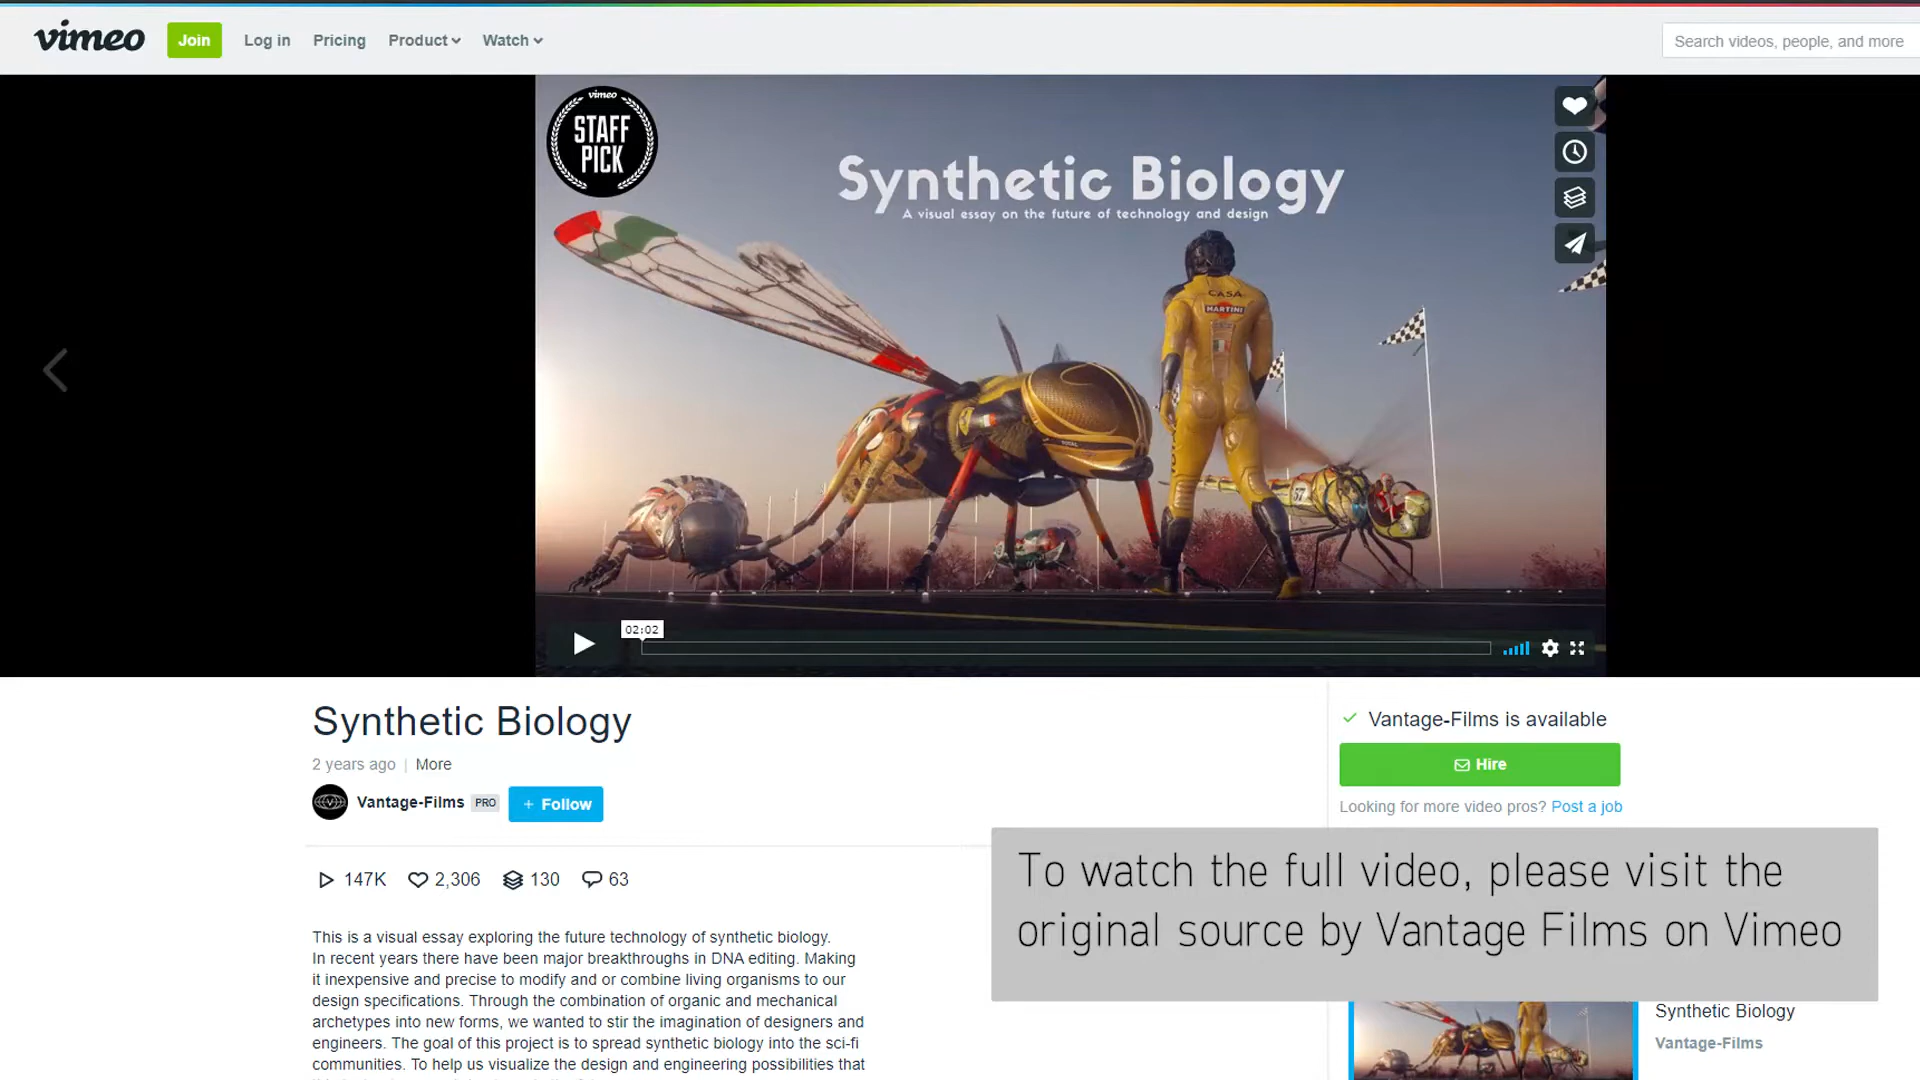 vimeo
Join
Log in
Pricing
Product
Watch
Search videos, people, and more
vimeo
STAFF
PICK
Synthetic Biology
A visual essay on the future of technology and design
CASA
MARTINI
TOTAL
57
02:02
Synthetic Biology
2 years ago | More
Vantage-Films PRO
+ Follow
147K
2,306
130
63
This is a visual essay exploring the future technology of synthetic biology.
In recent years there have been major breakthroughs in DNA editing. Making
it inexpensive and precise to modify and or combine living organisms to our
design specifications. Through the combination of organic and mechanical
archetypes into new forms, we wanted to stir the imagination of designers and
engineers. The goal of this project is to spread synthetic biology into the sci-fi
communities. To help us visualize the design and engineering possibilities that
Vantage-Films is available
Hire
Looking for more video pros? Post a job
To watch the full video, please visit the
original source by Vantage Films on Vimeo
Synthetic Biology
Vantage-Films